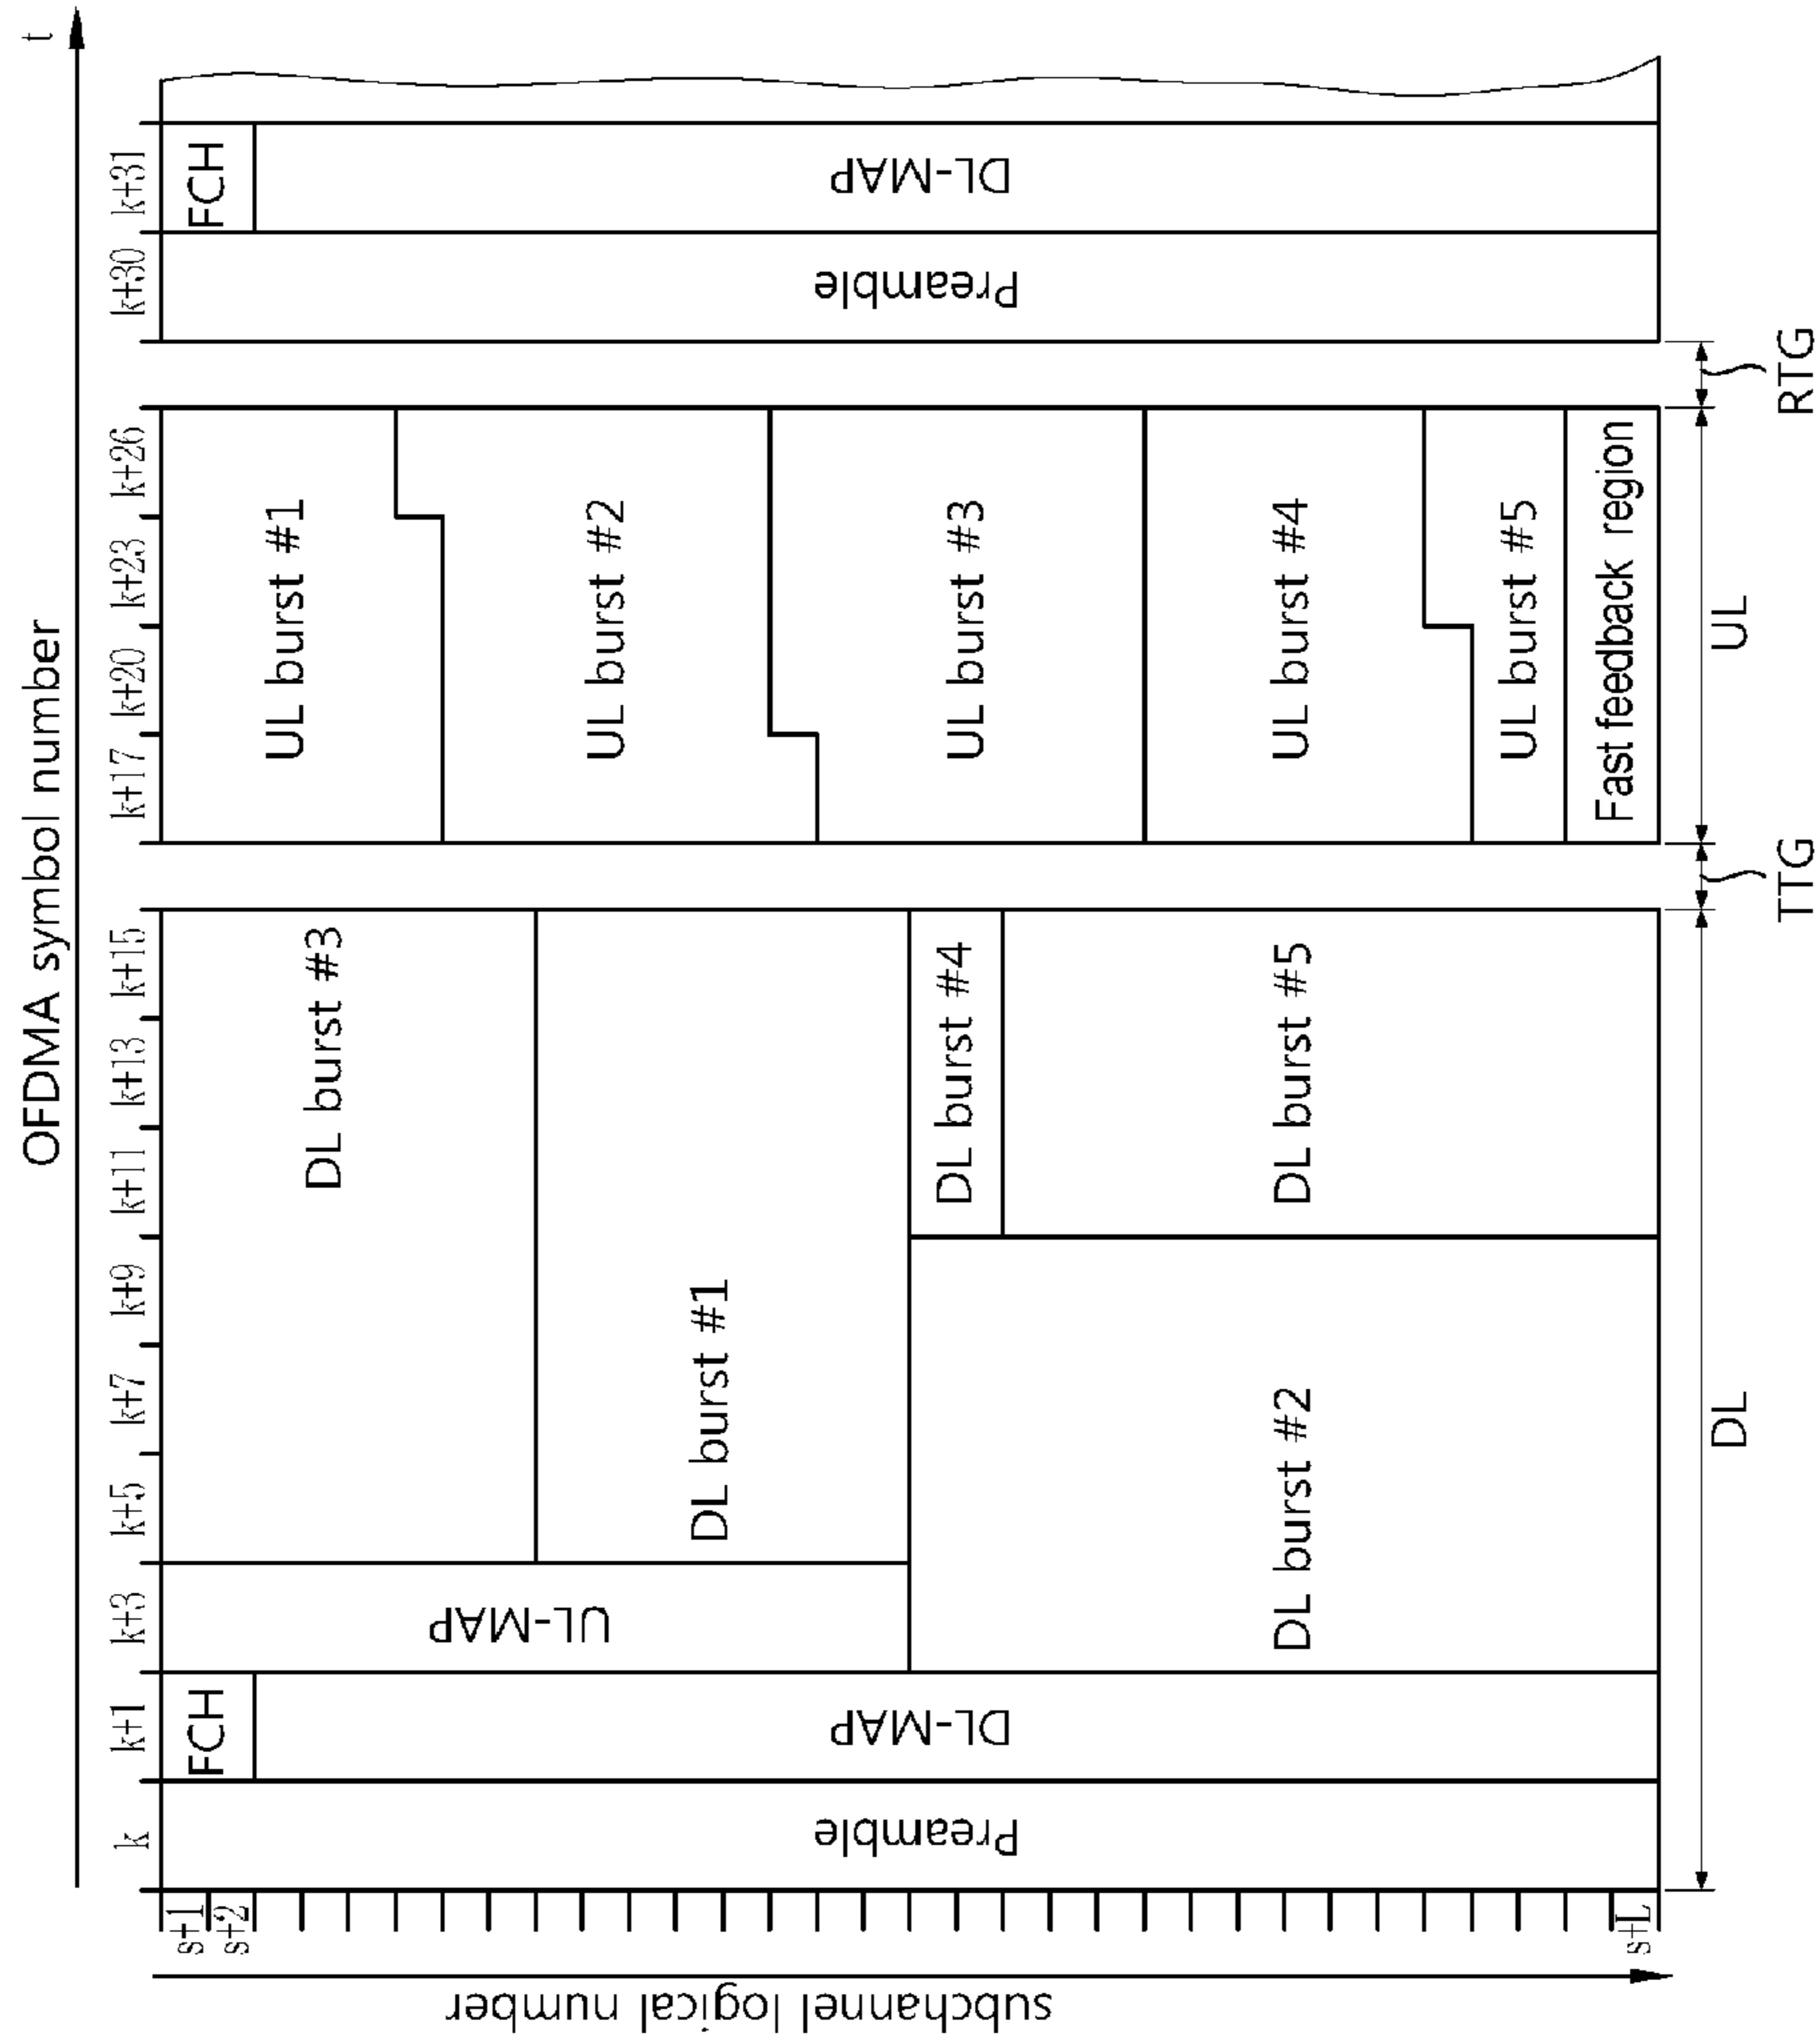 OFDMA symbol number
t
k
k+1
k+3
k+5
k+7
k+9
k+11
k+13
k+15
k+17
k+20
k+23
k+26
k+30
k+31
subchannel logical number
s+1
s+2
s+L
Preamble
FCH
DL-MAP
UL-MAP
DL burst #3
DL burst #1
DL burst #2
DL burst #4
DL burst #5
UL burst #1
UL burst #2
UL burst #3
UL burst #4
UL burst #5
Fast feedback region
Preamble
FCH
DL-MAP
DL
TTG
UL
RTG